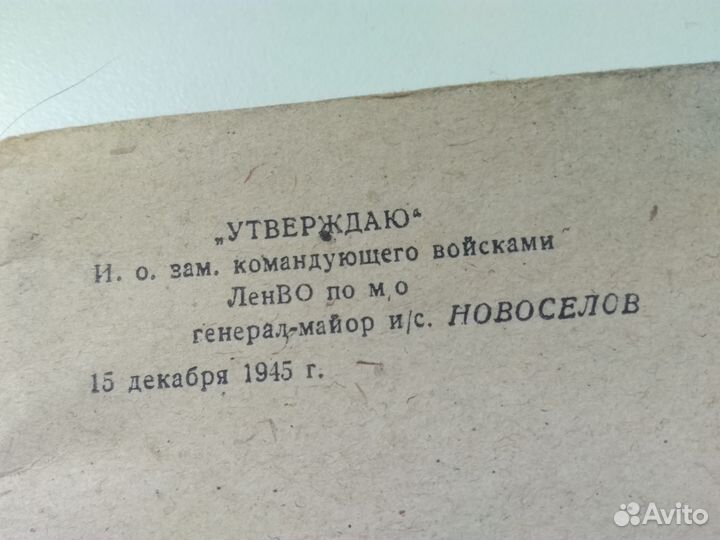 „УТВЕРЖДАЮ“
И. о. зам. командующего войсками
ЛенВО по м/о
генерал-майор и/с. НОВОСЕЛОВ
15 декабря 1945 г.
Avito